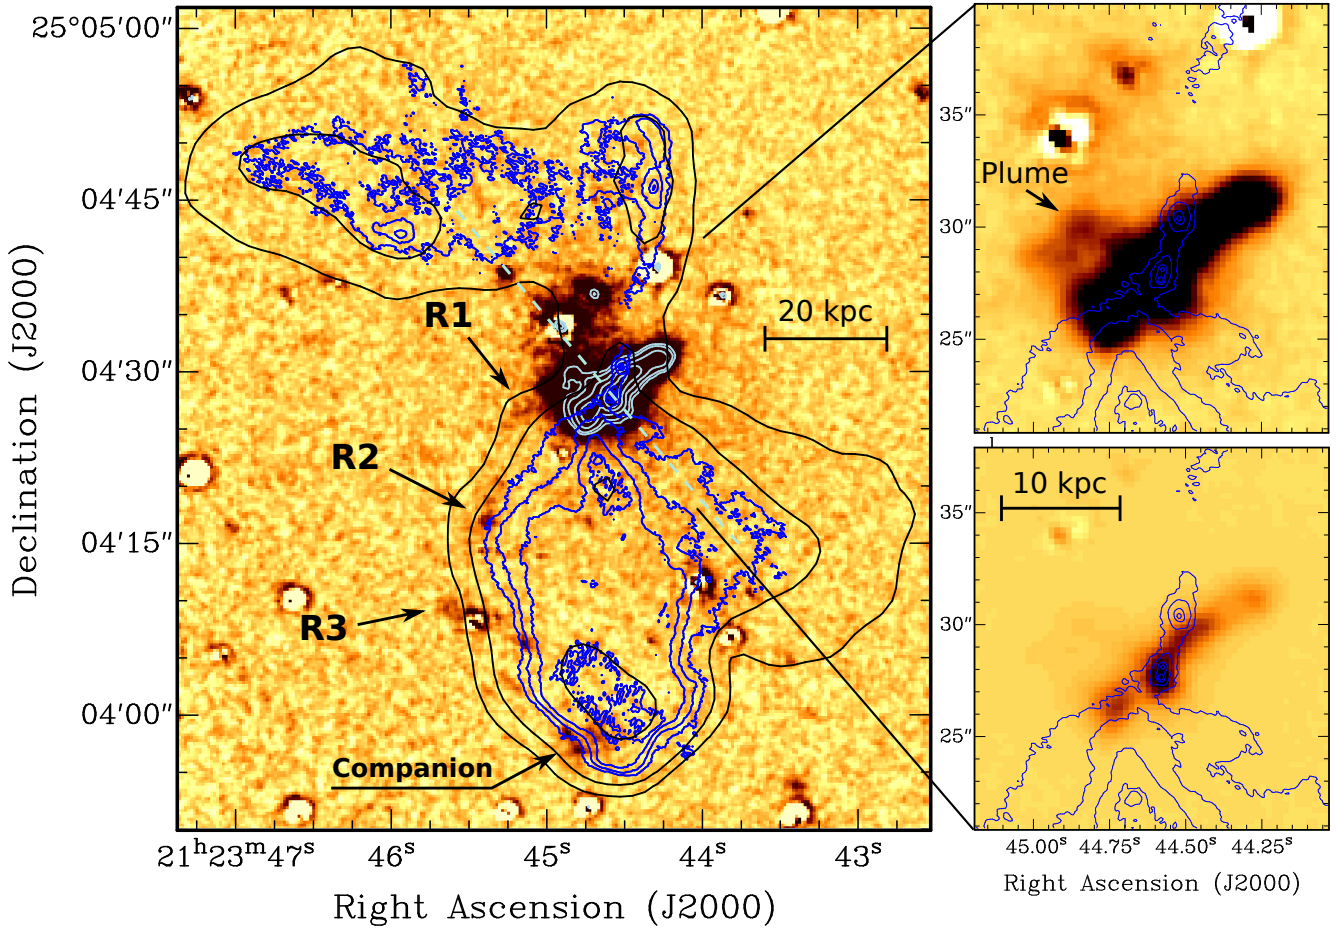 25°05′00″
04′45″
04′30″
04′15″
04′00″
Declination (J2000)
R1
R2
R3
Companion
20 kpc
21ʰ23ᵐ47ˢ
46ˢ
45ˢ
44ˢ
43ˢ
Right Ascension (J2000)
35″
30″
25″
Plume
10 kpc
35″
30″
25″
45.00ˢ
44.75ˢ
44.50ˢ
44.25ˢ
Right Ascension (J2000)